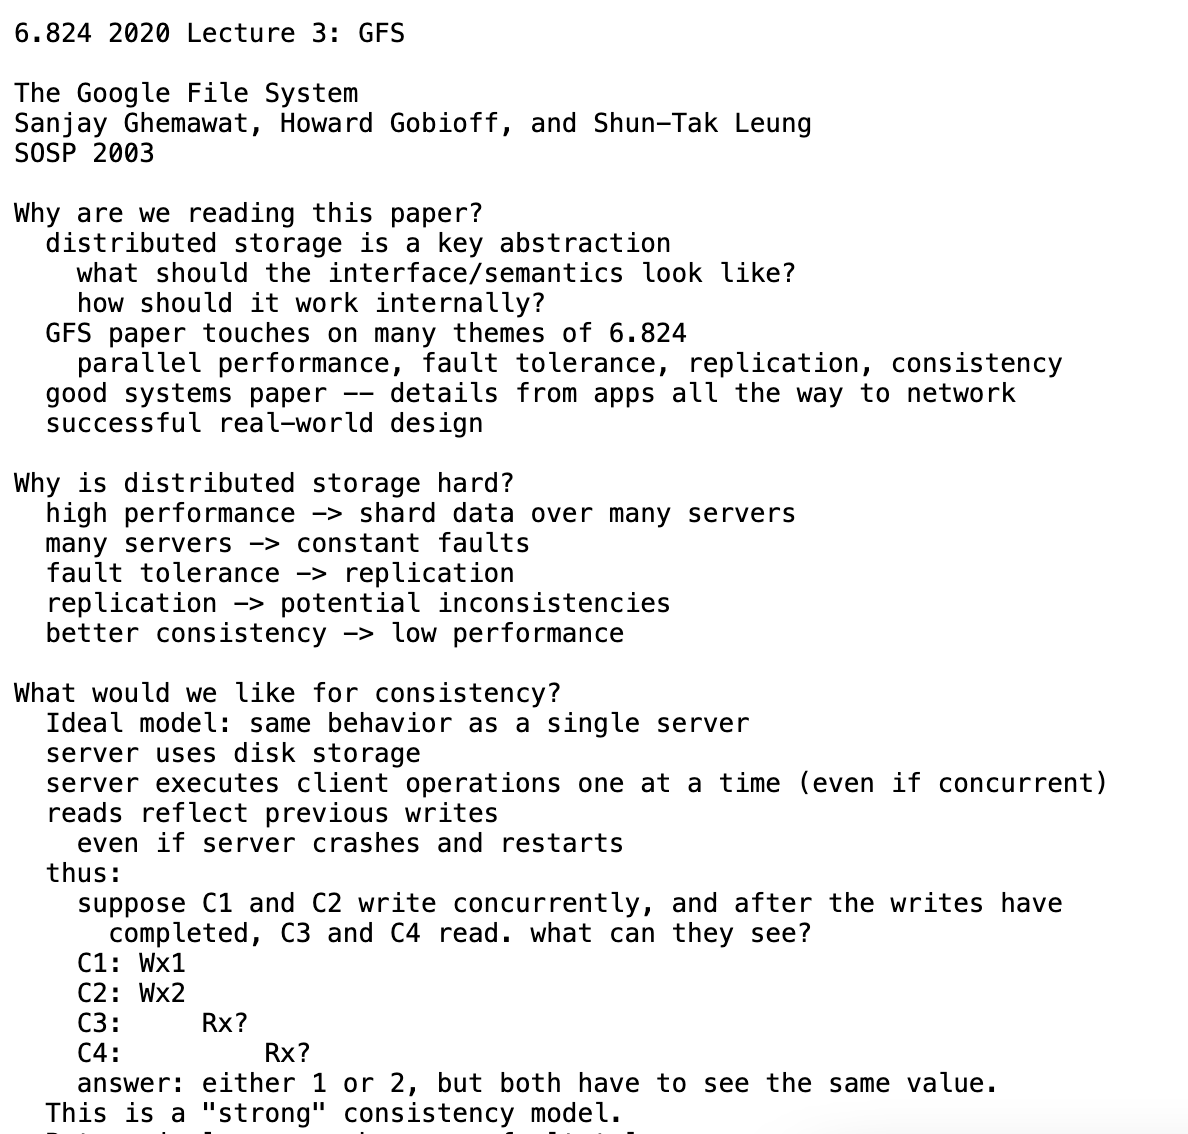 6.824 2020 Lecture 3: GFS
The Google File System
Sanjay Ghemawat, Howard Gobioff, and Shun-Tak Leung
SOSP 2003
Why are we reading this paper?
distributed storage is a key abstraction
what should the interface/semantics look like?
how should it work internally?
GFS paper touches on many themes of 6.824
parallel performance, fault tolerance, replication, consistency
good systems paper -- details from apps all the way to network
successful real-world design
Why is distributed storage hard?
high performance -> shard data over many servers
many servers -> constant faults
fault tolerance -> replication
replication -> potential inconsistencies
better consistency -> low performance
What would we like for consistency?
Ideal model: same behavior as a single server
server uses disk storage
server executes client operations one at a time (even if concurrent)
reads reflect previous writes
even if server crashes and restarts
thus:
suppose C1 and C2 write concurrently, and after the writes have
completed, C3 and C4 read. what can they see?
C1: Wx1
C2: Wx2
C3:     Rx?
C4:         Rx?
answer: either 1 or 2, but both have to see the same value.
This is a "strong" consistency model.